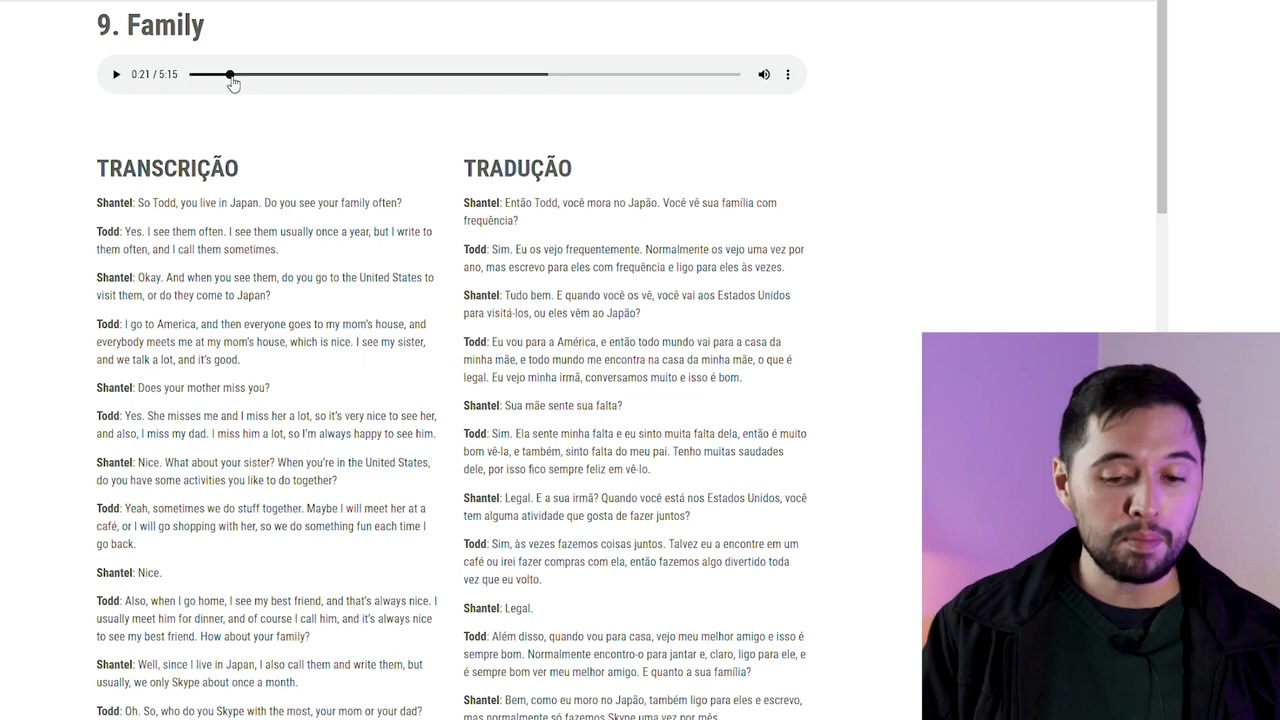 9. Family
0:21 / 5:15
TRANSCRIÇÃO
Shantel: So Todd, you live in Japan. Do you see your family often?
Todd: Yes. I see them often. I see them usually once a year, but I write to
them often, and I call them sometimes.
Shantel: Okay. And when you see them, do you go to the United States to
visit them, or do they come to Japan?
Todd: I go to America, and then everyone goes to my mom's house, and
everybody meets me at my mom's house, which is nice. I see my sister,
and we talk a lot, and it's good.
Shantel: Does your mother miss you?
Todd: Yes. She misses me and I miss her a lot, so it's very nice to see her,
and also, I miss my dad. I miss him a lot, so I'm always happy to see him.
Shantel: Nice. What about your sister? When you're in the United States,
do you have some activities you like to do together?
Todd: Yeah, sometimes we do stuff together. Maybe I will meet her at a
café, or I will go shopping with her, so we do something fun each time I
go back.
Shantel: Nice.
Todd: Also, when I go home, I see my best friend, and that's always nice. I
usually meet him for dinner, and of course I call him, and it's always nice
to see my best friend. How about your family?
Shantel: Well, since I live in Japan, I also call them and write them, but
usually, we only Skype about once a month.
Todd: Oh. So, who do you Skype with the most, your mom or your dad?
TRADUÇÃO
Shantel: Então Todd, você mora no Japão. Você vê sua família com
frequência?
Todd: Sim. Eu os vejo frequentemente. Normalmente os vejo uma vez por
ano, mas escrevo para eles com frequência e ligo para eles às vezes.
Shantel: Tudo bem. E quando você os vê, você vai aos Estados Unidos
para visitá-los, ou eles vêm ao Japão?
Todd: Eu vou para a América, e então todo mundo vai para a casa da
minha mãe, e todo mundo me encontra na casa da minha mãe, o que é
legal. Eu vejo minha irmã, conversamos muito e isso é bom.
Shantel: Sua mãe sente sua falta?
Todd: Sim. Ela sente minha falta e eu sinto muita falta dela, então é muito
bom vê-la, e também, sinto falta do meu pai. Tenho muitas saudades
dele, por isso fico sempre feliz em vê-lo.
Shantel: Legal. E a sua irmã? Quando você está nos Estados Unidos, você
tem alguma atividade que gosta de fazer juntos?
Todd: Sim, às vezes fazemos coisas juntos. Talvez eu a encontre em um
café ou irei fazer compras com ela, então fazemos algo divertido toda
vez que eu volto.
Shantel: Legal.
Todd: Além disso, quando vou para casa, vejo meu melhor amigo e isso é
sempre bom. Normalmente encontro-o para jantar e, claro, ligo para ele, e
é sempre bom ver meu melhor amigo. E quanto a sua família?
Shantel: Bem, como eu moro no Japão, também ligo para eles e escrevo,
mas normalmente só fazemos Skype uma vez por mês.